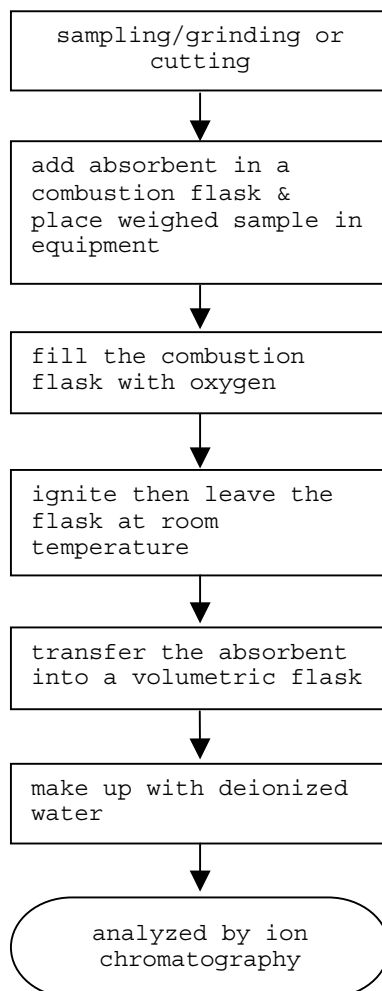 sampling/grinding or
cutting
add absorbent in a
combustion flask &
place weighed sample in
equipment
fill the combustion
flask with oxygen
ignite then leave the
flask at room
temperature
transfer the absorbent
into a volumetric flask
make up with deionized
water
analyzed by ion
chromatography